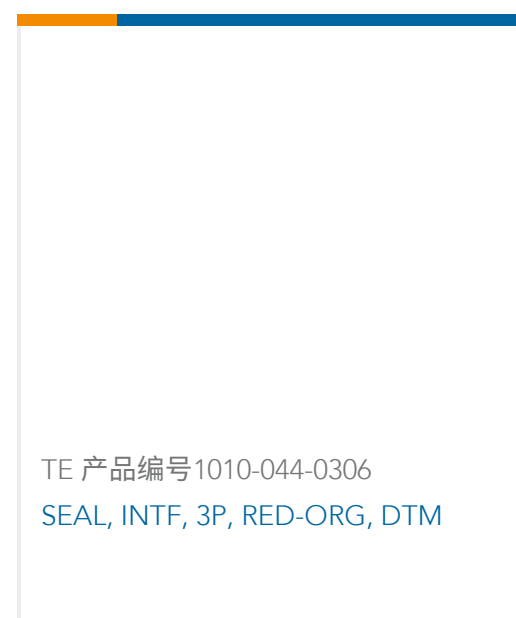 TE 产品编号1010-044-0306
SEAL, INTF, 3P, RED-ORG, DTM